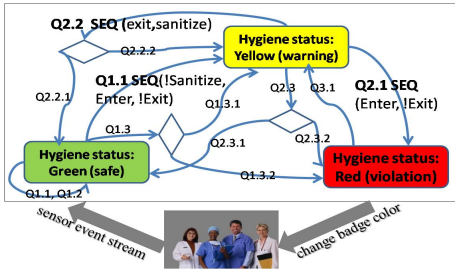 Q2.2 SEQ (exit,sanitize)
Q2.2.2
Hygiene status:
Yellow (warning)
Q1.1 SEQ(!Sanitize,
Enter, !Exit)
Q2.3
Q3.1
Q2.1 SEQ
(Enter, !Exit)
Q2.2.1
Q1.3.1
Q1.3
Q2.3.1
Q2.3.2
Hygiene status:
Green (safe)
Hygiene status:
Red (violation)
Q1.3.2
Q1.1, Q1.2
sensor event stream
change badge color